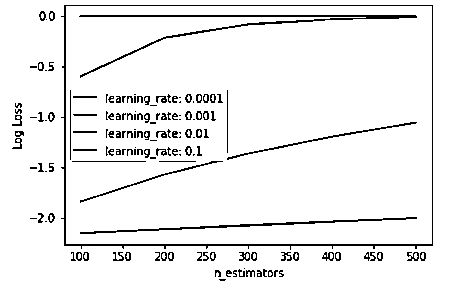 0.0
−0.5
−1.0
−1.5
−2.0
Log Loss
learning_rate: 0.0001
learning_rate: 0.001
learning_rate: 0.01
learning_rate: 0.1
100 150 200 250 300 350 400 450 500
n_estimators